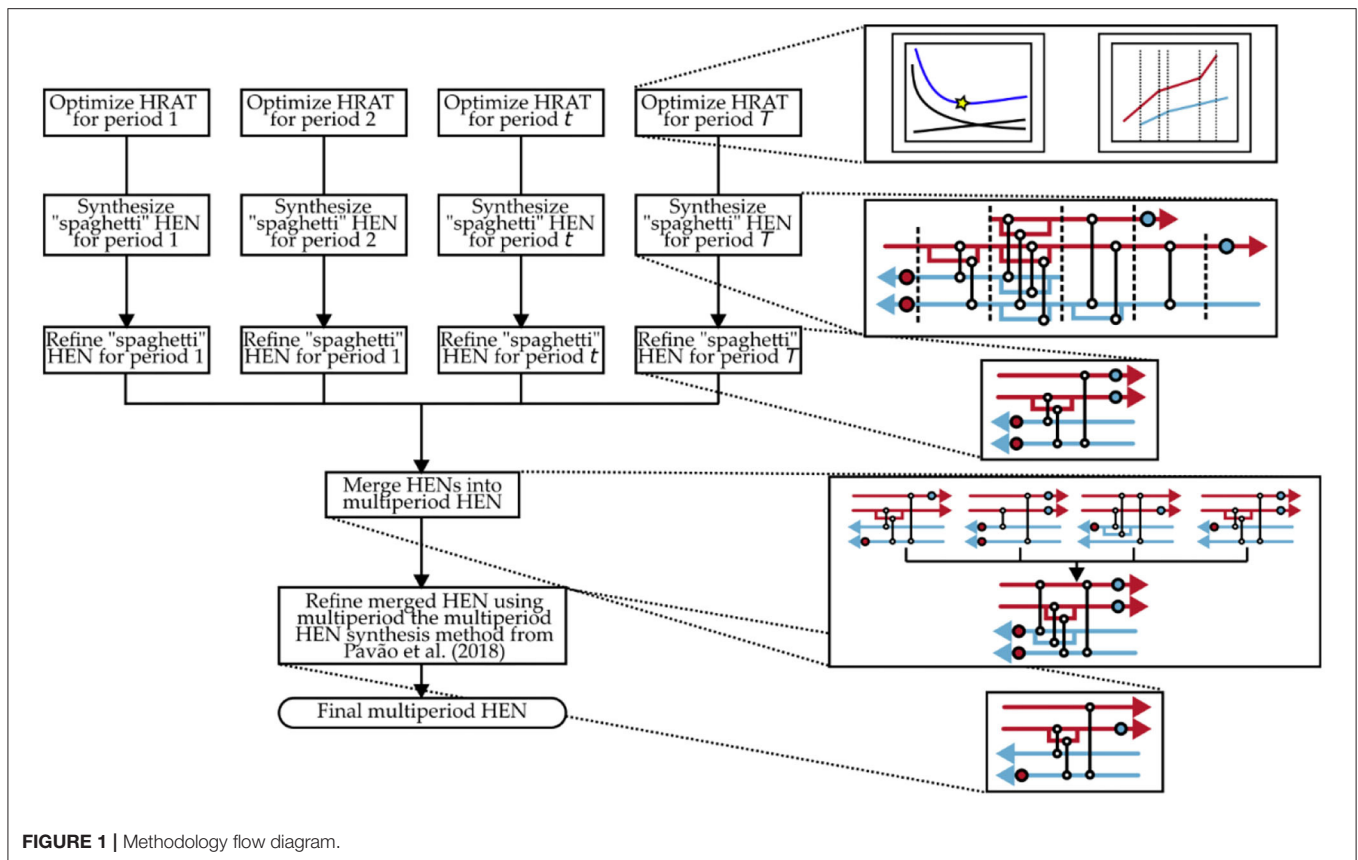 Optimize HRAT
for period 1
Optimize HRAT
for period 2
Optimize HRAT
for period t
Optimize HRAT
for period T
Synthesize
"spaghetti" HEN
for period 1
Synthesize
"spaghetti" HEN
for period 2
Synthesize
"spaghetti" HEN
for period t
Synthesize
"spaghetti" HEN
for period T
Refine "spaghetti"
HEN for period 1
Refine "spaghetti"
HEN for period 1
Refine "spaghetti"
HEN for period t
Refine "spaghetti"
HEN for period T
Merge HENs into
multiperiod HEN
Refine merged HEN using
multiperiod the multiperiod
HEN synthesis method from
Pavão et al. (2018)
Final multiperiod HEN
FIGURE 1 | Methodology flow diagram.